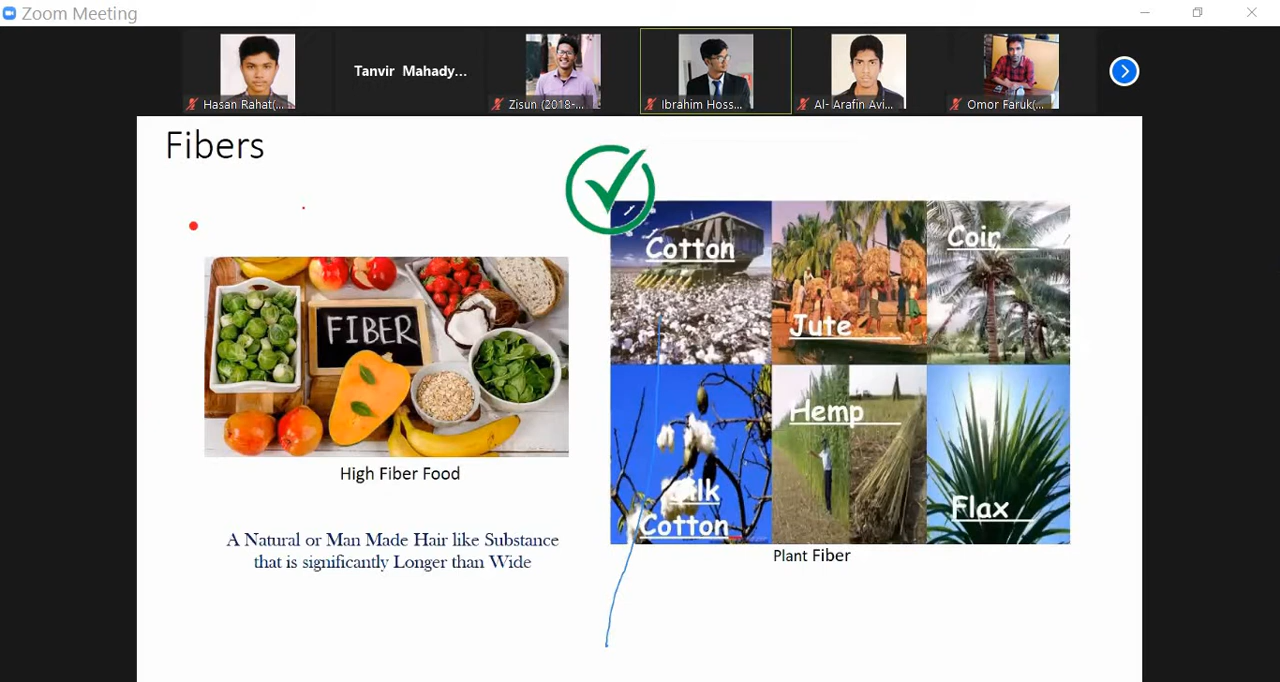 Zoom Meeting
Tanvir Mahady...
Hasan Rahat(...
Zisun (2018-...
Ibrahim Hoss...
Al- Arafin Avi...
Omor Faruk(...
Fibers
Cotton
Jute
Coir
FIBER
Silk
Cotton
Hemp
Flax
High Fiber Food
Plant Fiber
A Natural or Man Made Hair like Substance
that is significantly Longer than Wide